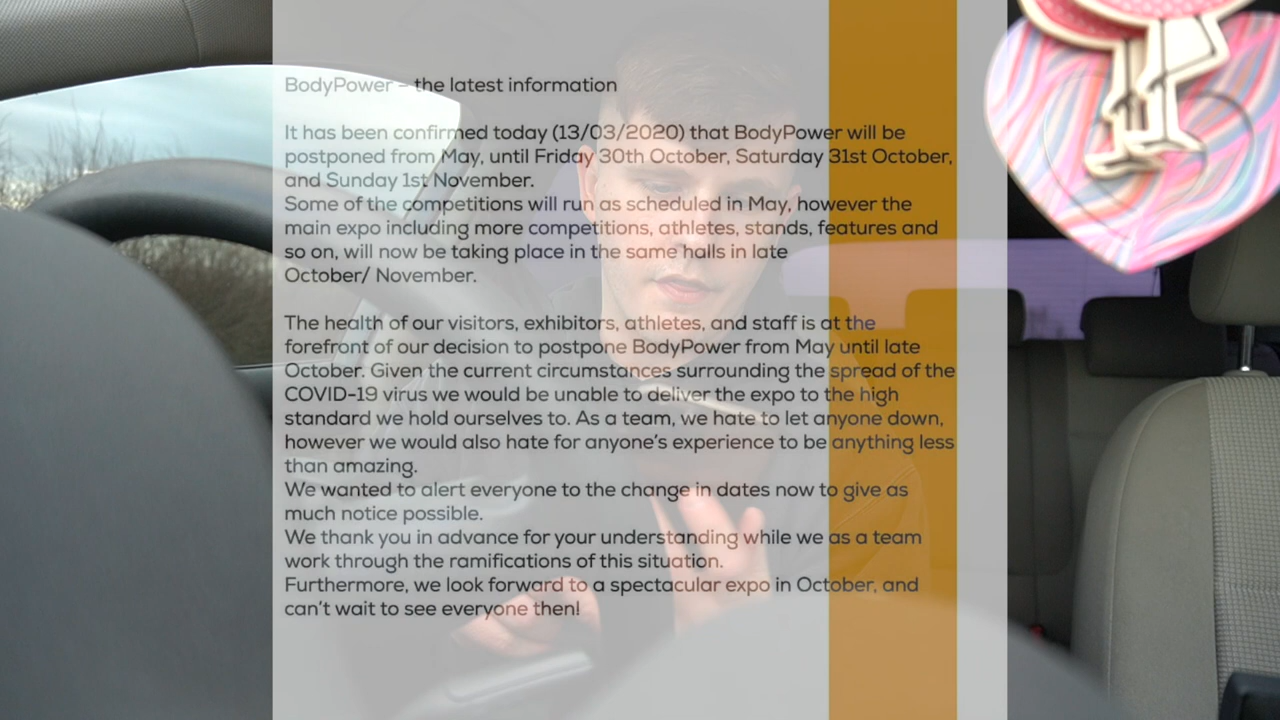 BodyPower – the latest information
It has been confirmed today (13/03/2020) that BodyPower will be
postponed from May, until Friday 30th October, Saturday 31st October,
and Sunday 1st November.
Some of the competitions will run as scheduled in May, however the
main expo including more competitions, athletes, stands, features and
so on, will now be taking place in the same halls in late
October/ November.
The health of our visitors, exhibitors, athletes, and staff is at the
forefront of our decision to postpone BodyPower from May until late
October. Given the current circumstances surrounding the spread of the
COVID-19 virus we would be unable to deliver the expo to the high
standard we hold ourselves to. As a team, we hate to let anyone down,
however we would also hate for anyone’s experience to be anything less
than amazing.
We wanted to alert everyone to the change in dates now to give as
much notice possible.
We thank you in advance for your understanding while we as a team
work through the ramifications of this situation.
Furthermore, we look forward to a spectacular expo in October, and
can’t wait to see everyone then!